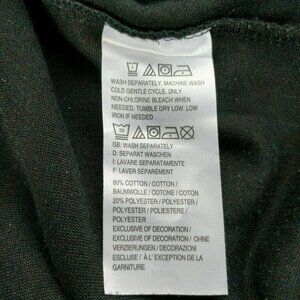 WASH SEPARATELY. MACHINE WASH
COLD GENTLE CYCLE. ONLY
NON-CHLORINE BLEACH WHEN
NEEDED. TUMBLE DRY LOW. LOW
IRON IF NEEDED
30
GB: WASH SEPARATELY
D: SEPARAT WASCHEN
I: LAVARE SEPARATAMENTE
F: LAVER SÉPARÉMENT
80% COTTON / COTTON /
BAUMWOLLE / COTONE / COTON
20% POLYESTER / POLYESTER /
POLYESTER / POLIESTERE /
POLYESTER
EXCLUSIVE OF DECORATION /
EXCLUSIVE OF DECORATION / OHNE
VERZIERUNGEN / DECORAZIONI
ESCLUSE / À L' EXCEPTION DE LA
GARNITURE